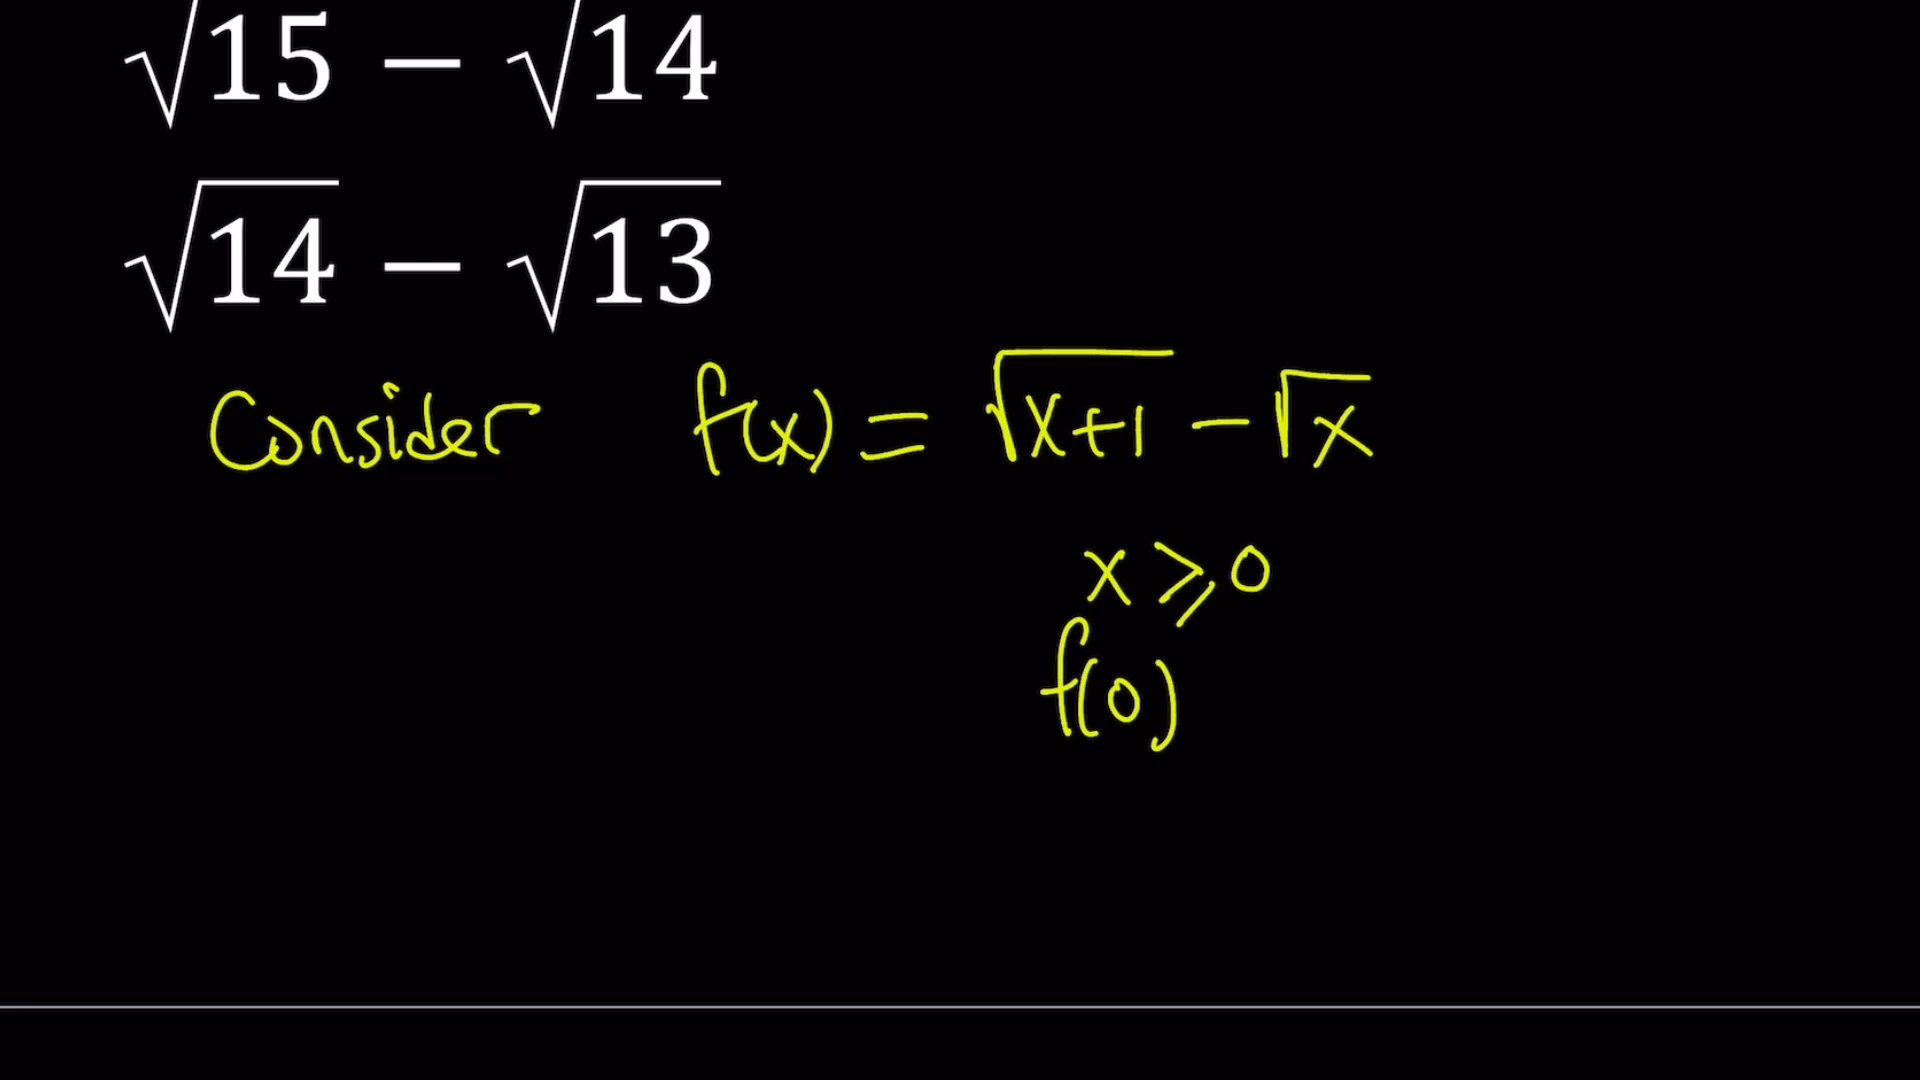 √15 − √14
√14 − √13
Consider f(x) = √x+1 − √x
x ⩾ 0
f(0)